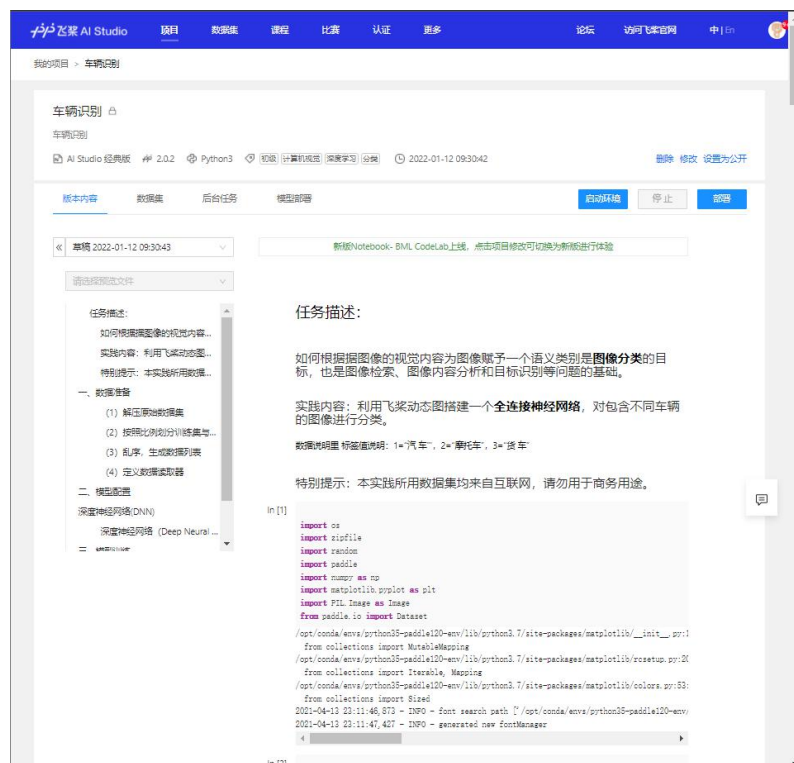 飞桨 AI Studio 项目 数据集 课程 比赛 认证 更多 论坛 访问飞桨官网 中 | En
我的项目 > 车辆识别
车辆识别
车辆识别
AI Studio 经典版 2.0.2 Python3 初级 计算机视觉 深度学习 分类 2022-01-12 09:30:42 删除 修改 设置为公开
版本内容 数据集 后台任务 模型部署 启动环境 停止 部署
« 草稿 2022-01-12 09:30:43
新版Notebook- BML CodeLab上线，点击项目修改可切换为新版进行体验
请选择预览文件
任务描述：
如何根据据图像的视觉内容...
实践内容：利用飞桨动态图...
特别提示：本实践所用数据...
一、数据准备
(1) 解压原始数据集
(2) 按照比例划分训练集与...
(3) 乱序，生成数据列表
(4) 定义数据读取器
二、模型配置
深度神经网络(DNN)
深度神经网络（Deep Neural ...
三、模型训练
任务描述：
如何根据据图像的视觉内容为图像赋予一个语义类别是图像分类的目
标，也是图像检索、图像内容分析和目标识别等问题的基础。
实践内容：利用飞桨动态图搭建一个全连接神经网络，对包含不同车辆
的图像进行分类。
数据说明里 标签值说明：1="汽车"，2="摩托车"，3="货车"
特别提示：本实践所用数据集均来自互联网，请勿用于商务用途。
In [1]
import os
import zipfile
import random
import paddle
import numpy as np
import matplotlib.pyplot as plt
import PIL.Image as Image
from paddle.io import Dataset
/opt/conda/envs/python35-paddle120-env/lib/python3.7/site-packages/matplotlib/__init__.py:1
from collections import MutableMapping
/opt/conda/envs/python35-paddle120-env/lib/python3.7/site-packages/matplotlib/rcsetup.py:20
from collections import Iterable, Mapping
/opt/conda/envs/python35-paddle120-env/lib/python3.7/site-packages/matplotlib/colors.py:53:
from collections import Sized
2021-04-13 23:11:46,873 - INFO - font search path ['/opt/conda/envs/python35-paddle120-env/
2021-04-13 23:11:47,427 - INFO - generated new fontManager